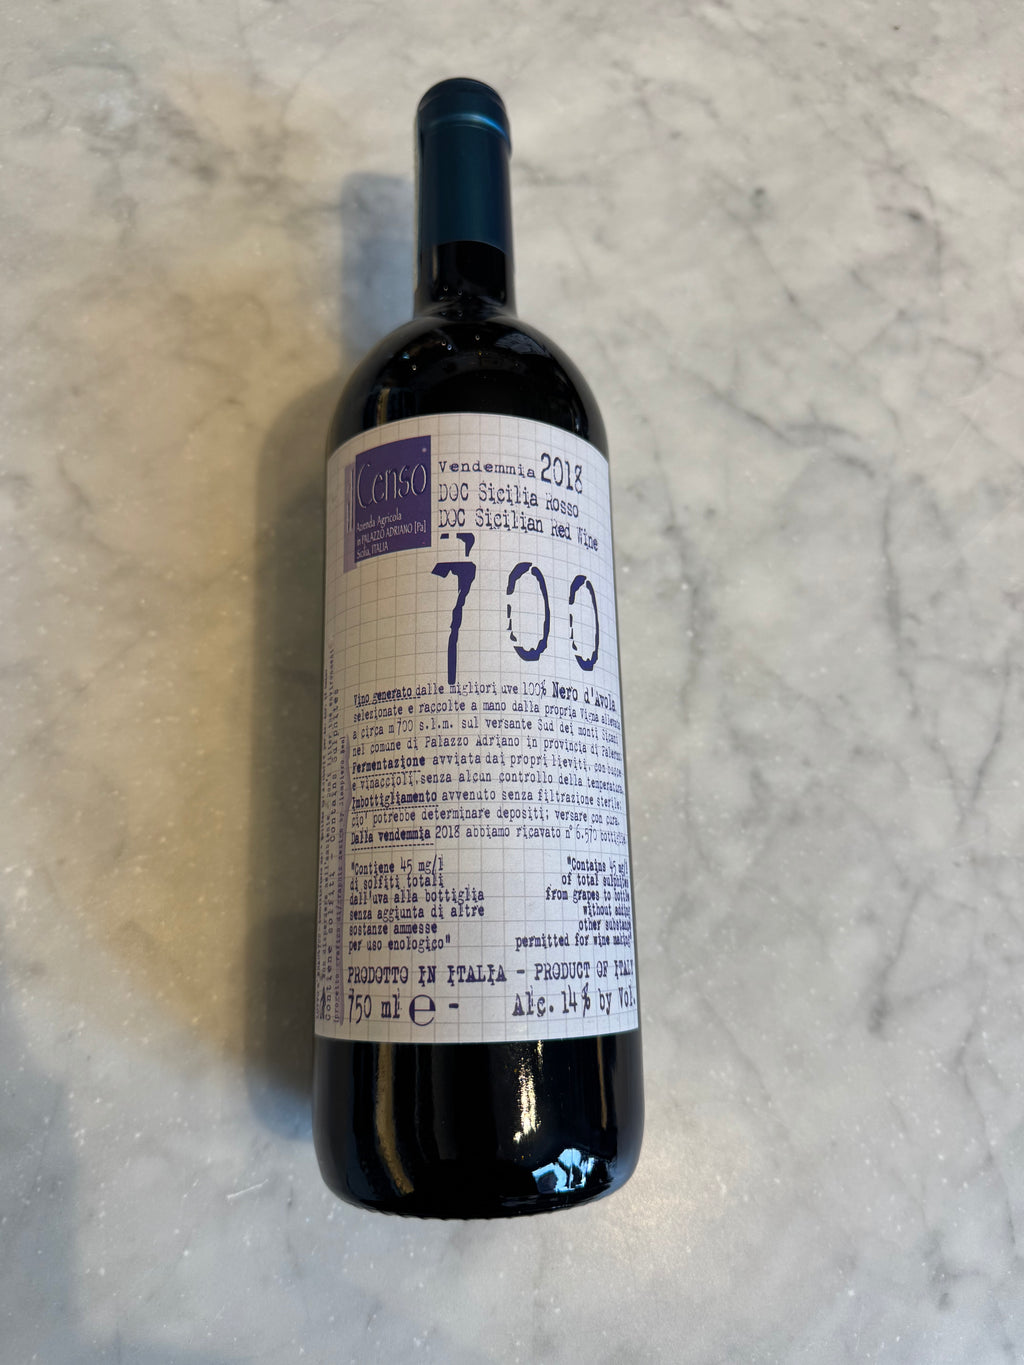 Censo
Azienda Agricola
in PALAZZO ADRIANO [Pa]
Sicilia, ITALIA
Vendemmia 2018
DOC Sicilia Rosso
DOC Sicilian Red Wine
700
Vino generato dalle migliori uve 100% Nero d'Avola
selezionate e raccolte a mano dalla propria Vigna
a circa m 700 s.l.m. sul versante Sud dei monti Sicani
nel comune di Palazzo Adriano in provincia di
Fermentazione avviata dai propri lieviti, con bucce
e vinaccioli, senza alcun controllo della temperatura
Imbottigliamento avvenuto senza filtrazione sterile:
cio' potrebbe determinare depositi; versare con cura.
Dalla vendemmia 2018 abbiamo ricavato n° 6.570
"Contiene 45 mg/l
di solfiti totali
dall'uva alla bottiglia
senza aggiunta di altre
sostanze ammesse
per uso enologico"
"Contains 45 mg/l
of total sulphites
from grapes to bottle
without adding
other substances
permitted for wine making"
PRODOTTO IN ITALIA - PRODUCT OF ITALY
750 ml e - Alc. 14% by Vol.
Contiene solfiti - Contains Sulphites